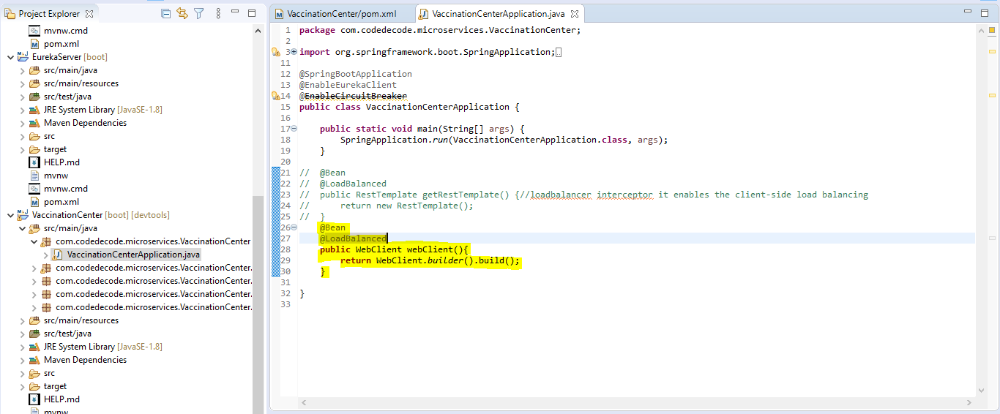 Project Explorer
mvnw.cmd
pom.xml
EurekaServer [boot]
src/main/java
src/main/resources
src/test/java
JRE System Library [JavaSE-1.8]
Maven Dependencies
src
target
HELP.md
mvnw
mvnw.cmd
pom.xml
VaccinationCenter [boot] [devtools]
src/main/java
com.codedecode.microservices.VaccinationCenter
VaccinationCenterApplication.java
com.codedecode.microservices.VaccinationCenter.
com.codedecode.microservices.VaccinationCenter.
com.codedecode.microservices.VaccinationCenter.
com.codedecode.microservices.VaccinationCenter.
src/main/resources
src/test/java
JRE System Library [JavaSE-1.8]
Maven Dependencies
src
target
HELP.md
mvnw
VaccinationCenter/pom.xml
VaccinationCenterApplication.java
1 package com.codedecode.microservices.VaccinationCenter;
2
3 import org.springframework.boot.SpringApplication;
11
12 @SpringBootApplication
13 @EnableEurekaClient
14 @EnableCircuitBreaker
15 public class VaccinationCenterApplication {
16
17 public static void main(String[] args) {
18 SpringApplication.run(VaccinationCenterApplication.class, args);
19 }
20
21 // @Bean
22 // @LoadBalanced
23 // public RestTemplate getRestTemplate() {//loadbalancer interceptor it enables the client-side load balancing
24 // return new RestTemplate();
25 // }
26 @Bean
27 @LoadBalanced
28 public WebClient webClient(){
29 return WebClient.builder().build();
30 }
31
32 }
33